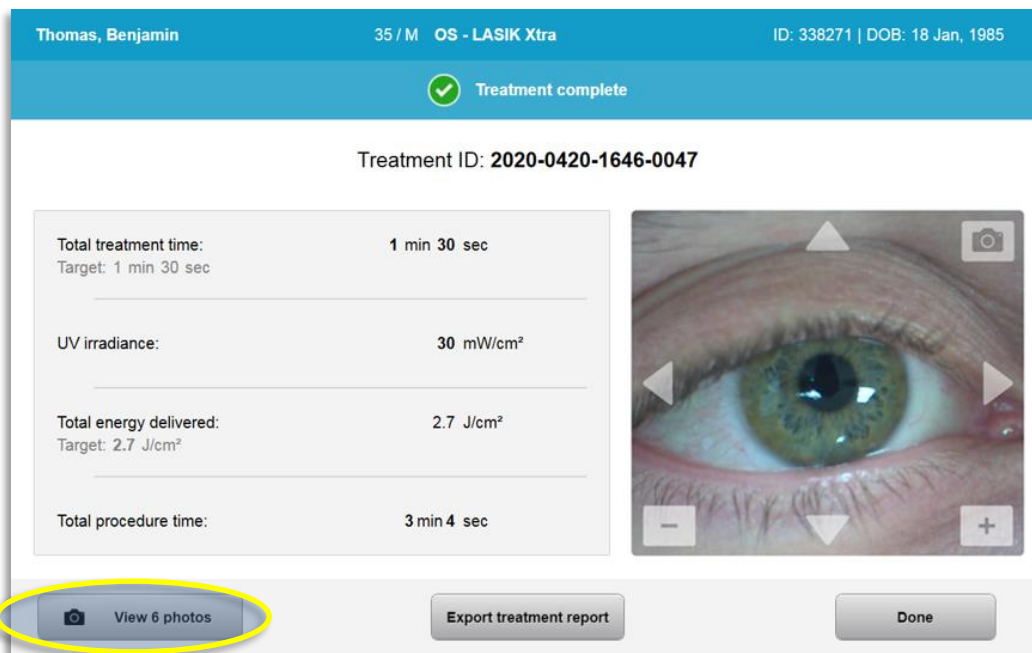 Thomas, Benjamin 35 / M OS - LASIK Xtra ID: 338271 | DOB: 18 Jan, 1985
Treatment complete
Treatment ID: 2020-0420-1646-0047
Total treatment time: 1 min 30 sec
Target: 1 min 30 sec
UV irradiance: 30 mW/cm²
Total energy delivered: 2.7 J/cm²
Target: 2.7 J/cm²
Total procedure time: 3 min 4 sec
View 6 photos Export treatment report Done